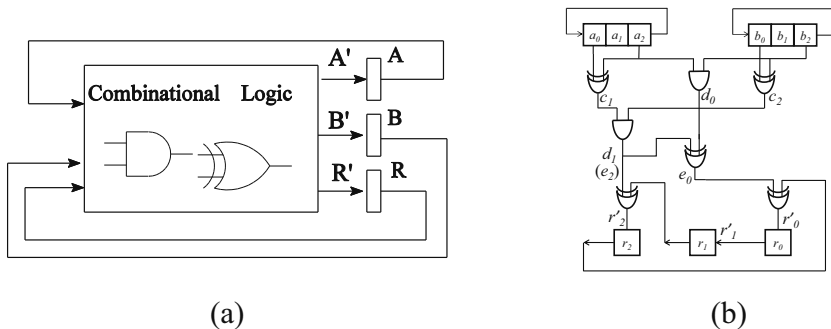 A' A
Combinational Logic
B' B
R' R
(a)
a0 a1 a2 b0 b1 b2
c1 d0 c2
d1
(e2) e0
r'2 r'1 r'0
r2 r1 r0
(b)